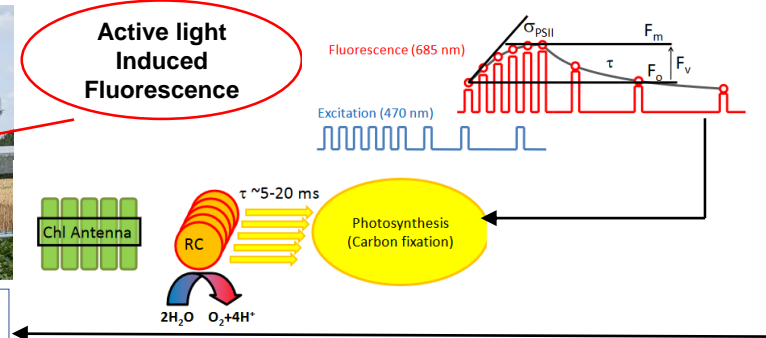 Active light
Induced
Fluorescence
Fluorescence (685 nm)
σPSII
Fm
Fv
τ
Fo
Excitation (470 nm)
τ ~5-20 ms
Chl Antenna
RC
Photosynthesis
(Carbon fixation)
2H₂O O₂+4H⁺